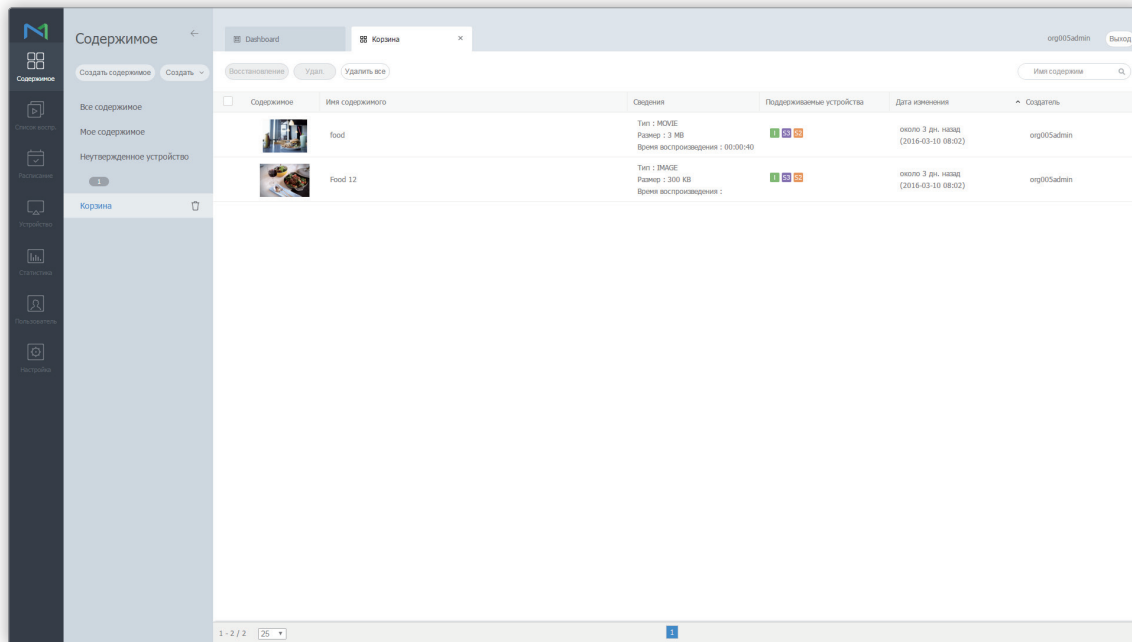 Содержимое
Список воспр.
Расписание
Устройство
Статистика
Пользователь
Настройка
Содержимое
Создать содержимое
Создать
Все содержимое
Мое содержимое
Неутвержденное устройство
1
Корзина
Dashboard
Корзина
org005admin
Выход
Восстановление
Удал
Удалить все
Имя содержим
Содержимое
Имя содержимого
Сведения
Поддерживаемые устройства
Дата изменения
Создатель
food
Тип : MOVIE
Размер : 3 MB
Время воспроизведения : 00:00:40
I S3 S2
около 3 дн. назад
(2016-03-10 08:02)
org005admin
Food 12
Тип : IMAGE
Размер : 300 KB
Время воспроизведения :
I S3 S2
около 3 дн. назад
(2016-03-10 08:02)
org005admin
1 - 2 / 2
25
1